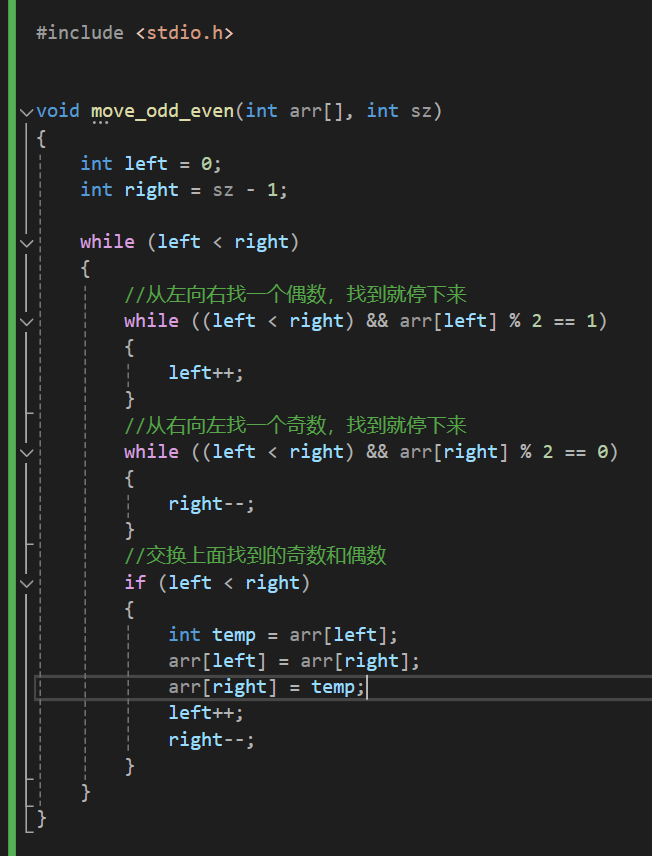 #include <stdio.h>
void move_odd_even(int arr[], int sz)
{
    int left = 0;
    int right = sz - 1;
    while (left < right)
    {
        //从左向右找一个偶数，找到就停下来
        while ((left < right) && arr[left] % 2 == 1)
        {
            left++;
        }
        //从右向左找一个奇数，找到就停下来
        while ((left < right) && arr[right] % 2 == 0)
        {
            right--;
        }
        //交换上面找到的奇数和偶数
        if (left < right)
        {
            int temp = arr[left];
            arr[left] = arr[right];
            arr[right] = temp;
            left++;
            right--;
        }
    }
}